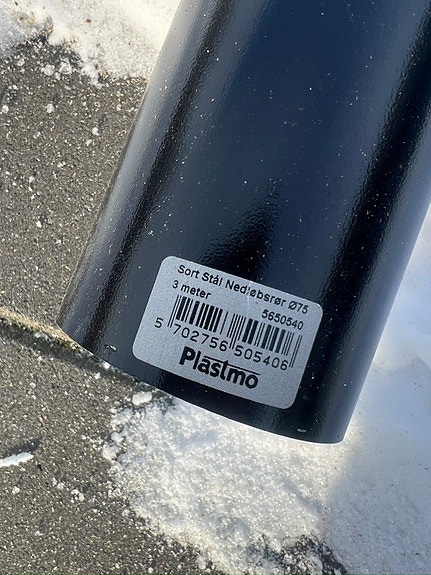 Sort Stål Nedløbsrør Ø75
3 meter 5650540
5 702756 505406
Plastmo